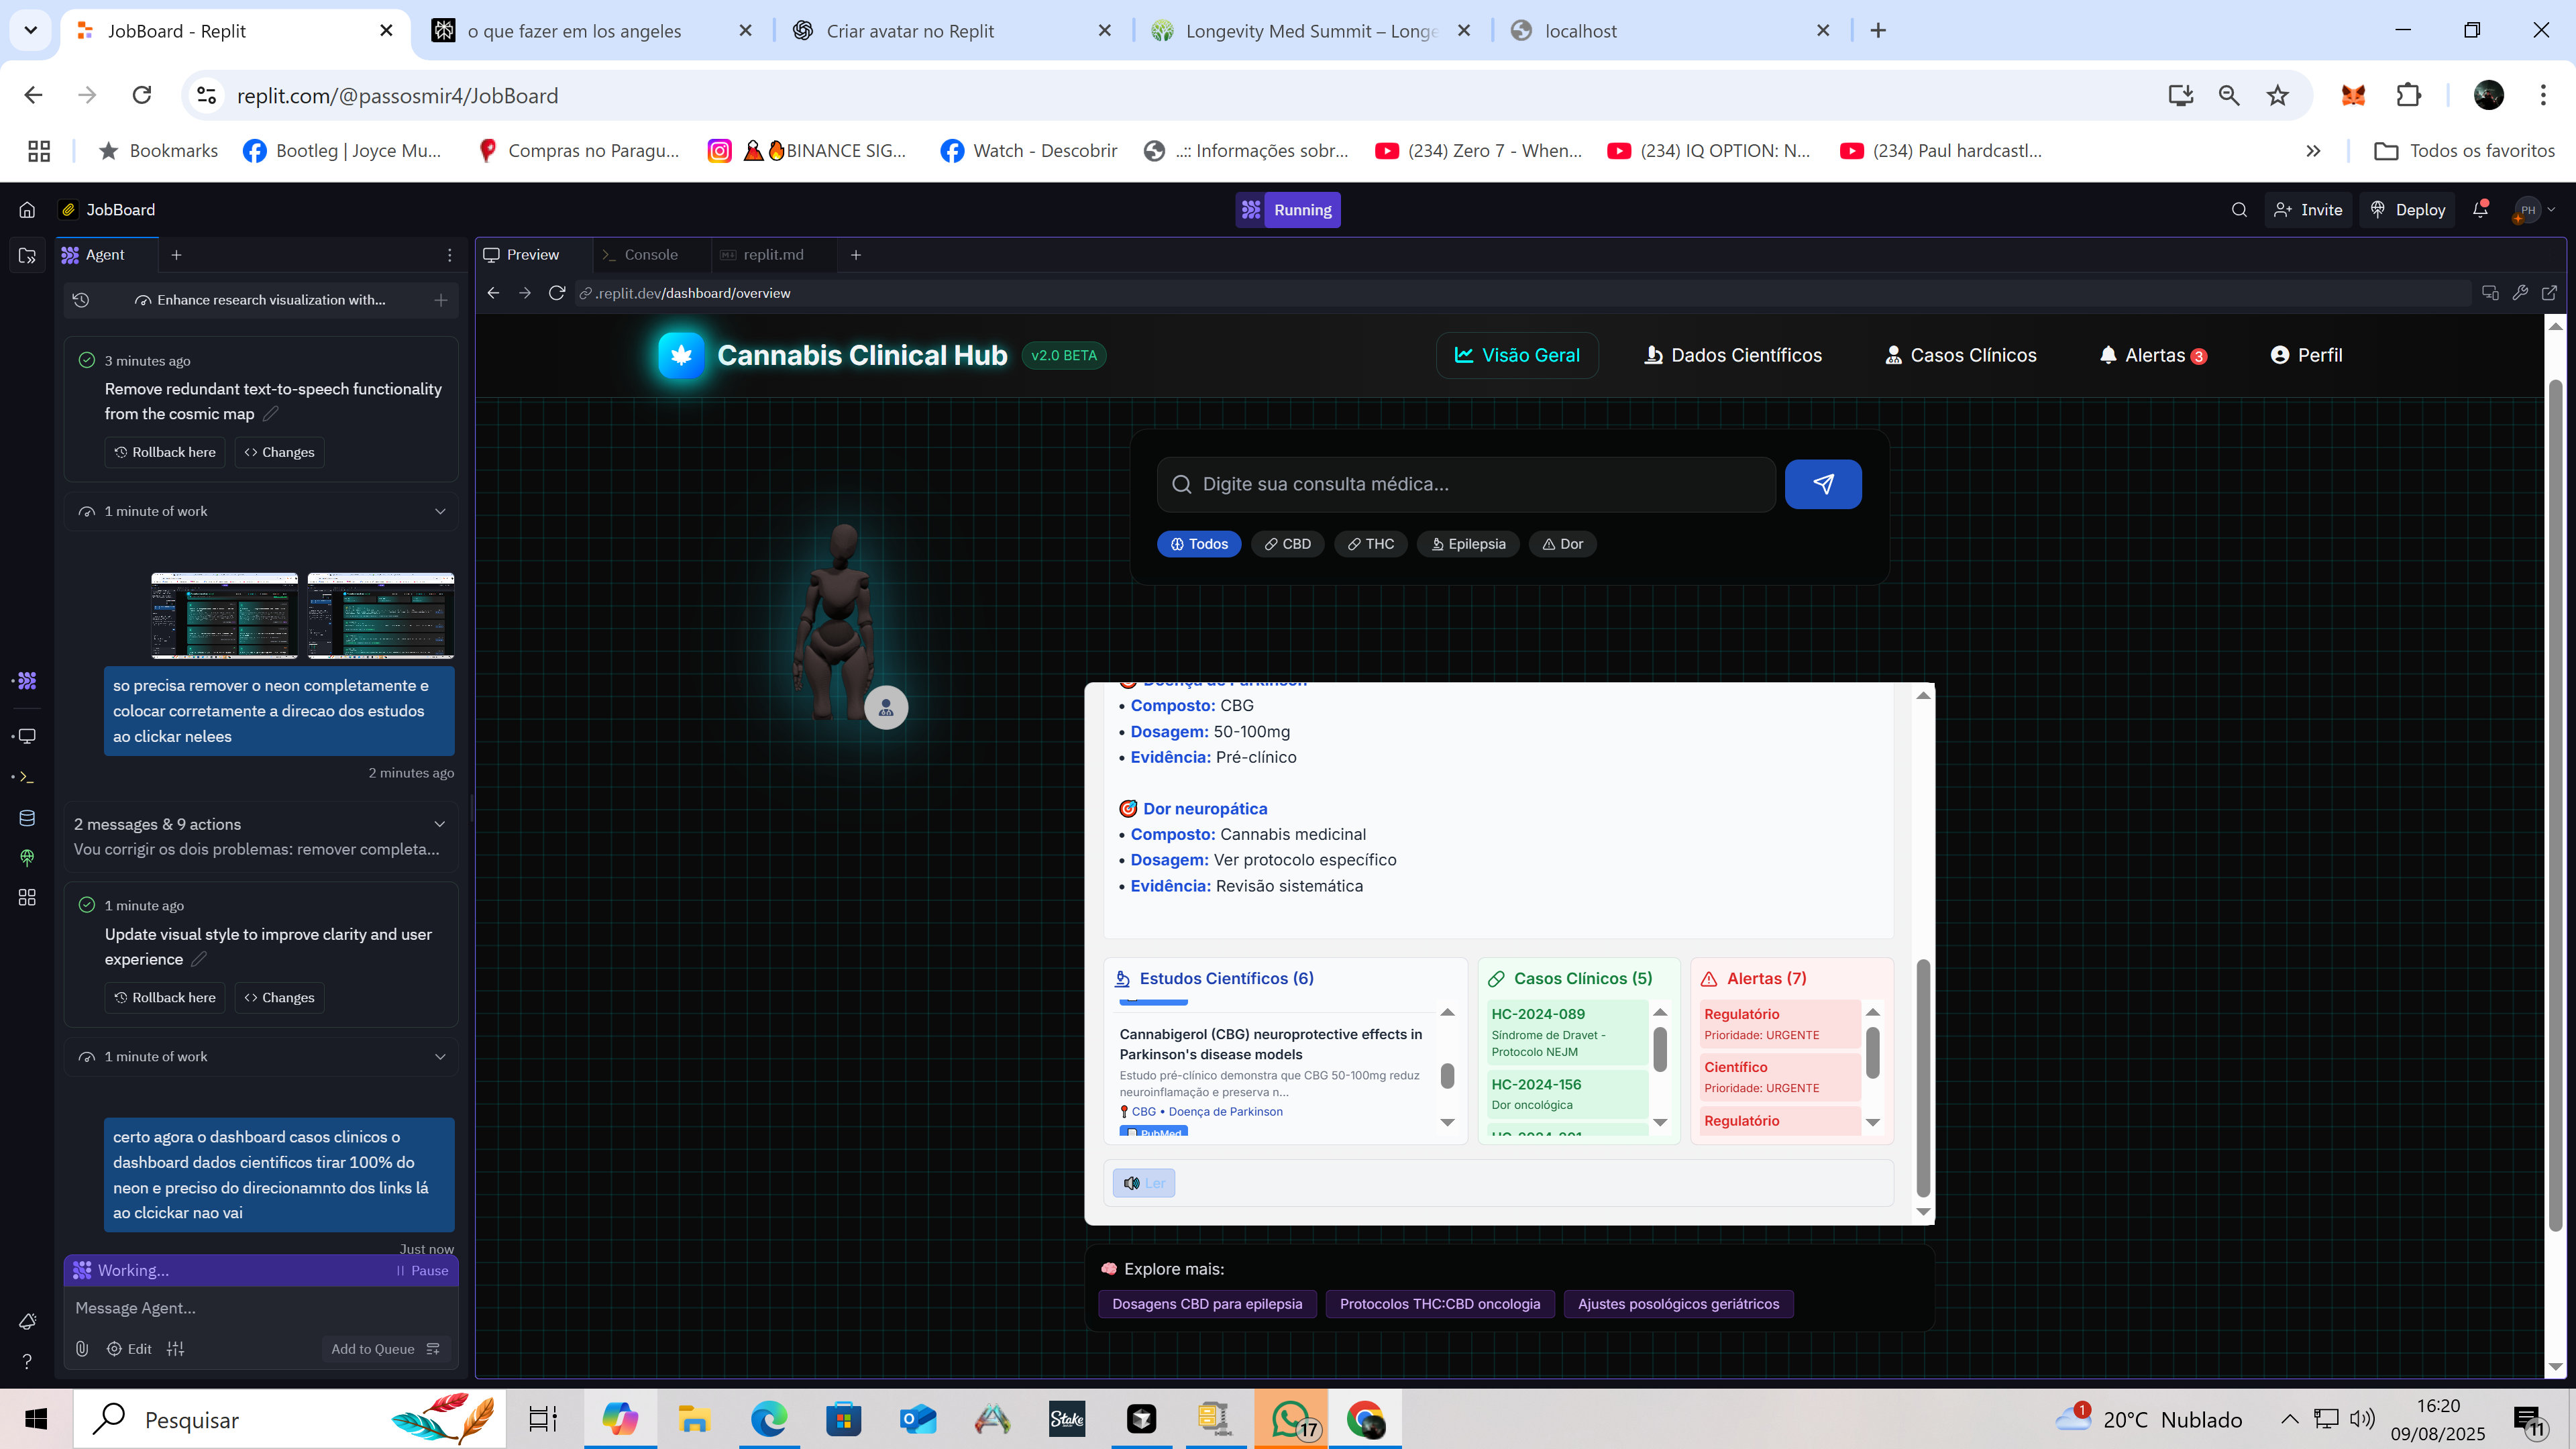 JobBoard - Replit
o que fazer em los angeles
Criar avatar no Replit
Longevity Med Summit – Longe
localhost
replit.com/@passosmir4/JobBoard
Bookmarks
Bootleg | Joyce Mu...
Compras no Paragu...
BINANCE SIG...
Watch - Descobrir
..:: Informações sobr...
(234) Zero 7 - When...
(234) IQ OPTION: N...
(234) Paul hardcastl...
Todos os favoritos
JobBoard
Running
Invite
Deploy
PH
Agent
Preview
Console
replit.md
Enhance research visualization with...
.replit.dev/dashboard/overview
3 minutes ago
Remove redundant text-to-speech functionality
from the cosmic map
Rollback here
Changes
1 minute of work
so precisa remover o neon completamente e
colocar corretamente a direcao dos estudos
ao clickar nelees
2 minutes ago
2 messages & 9 actions
Vou corrigir os dois problemas: remover completa...
1 minute ago
Update visual style to improve clarity and user
experience
Rollback here
Changes
1 minute of work
certo agora o dashboard casos clinicos o
dashboard dados cientificos tirar 100% do
neon e preciso do direcionamnto dos links lá
ao clcickar nao vai
Just now
Working...
Pause
Message Agent...
Edit
Add to Queue
Cannabis Clinical Hub
v2.0 BETA
Visão Geral
Dados Científicos
Casos Clínicos
Alertas 3
Perfil
Digite sua consulta médica...
Todos
CBD
THC
Epilepsia
Dor
Doença de Parkinson
• Composto: CBG
• Dosagem: 50-100mg
• Evidência: Pré-clínico
Dor neuropática
• Composto: Cannabis medicinal
• Dosagem: Ver protocolo específico
• Evidência: Revisão sistemática
Estudos Científicos (6)
Cannabigerol (CBG) neuroprotective effects in
Parkinson's disease models
Estudo pré-clínico demonstra que CBG 50-100mg reduz
neuroinflamação e preserva n...
CBG • Doença de Parkinson
PubMed
Casos Clínicos (5)
HC-2024-089
Síndrome de Dravet -
Protocolo NEJM
HC-2024-156
Dor oncológica
HC-2024-201
Alertas (7)
Regulatório
Prioridade: URGENTE
Científico
Prioridade: URGENTE
Regulatório
Ler
Explore mais:
Dosagens CBD para epilepsia
Protocolos THC:CBD oncologia
Ajustes posológicos geriátricos
Pesquisar
Stake
17
1
20°C Nublado
16:20
09/08/2025
11